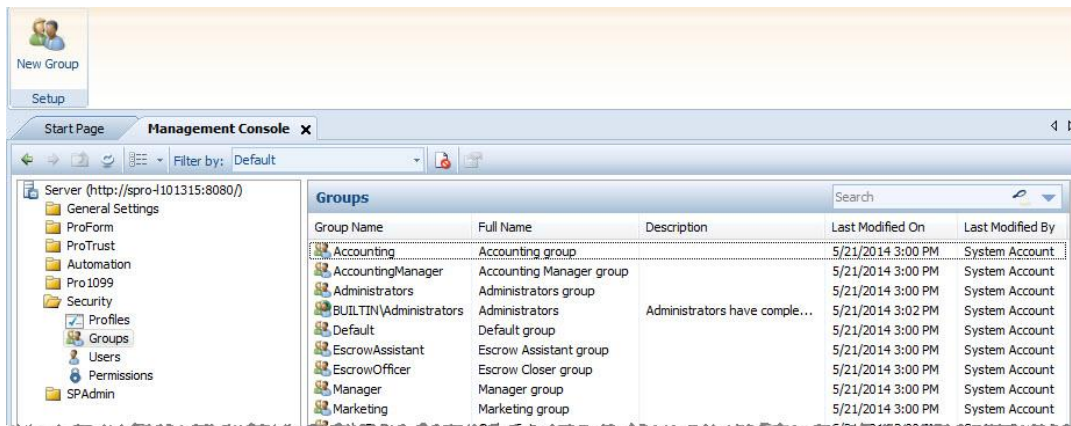 New Group
Setup
Start Page
Management Console
Filter by: Default
Server (http://spro-l101315:8080/)
General Settings
ProForm
ProTrust
Automation
Pro1099
Security
Profiles
Groups
Users
Permissions
SPAdmin
Groups
Search
Group Name Full Name Description Last Modified On Last Modified By
Accounting Accounting group 5/21/2014 3:00 PM System Account
AccountingManager Accounting Manager group 5/21/2014 3:00 PM System Account
Administrators Administrators group 5/21/2014 3:00 PM System Account
BUILTIN\Administrators Administrators Administrators have comple... 5/21/2014 3:02 PM System Account
Default Default group 5/21/2014 3:00 PM System Account
EscrowAssistant Escrow Assistant group 5/21/2014 3:00 PM System Account
EscrowOfficer Escrow Closer group 5/21/2014 3:00 PM System Account
Manager Manager group 5/21/2014 3:00 PM System Account
Marketing Marketing group 5/21/2014 3:00 PM System Account